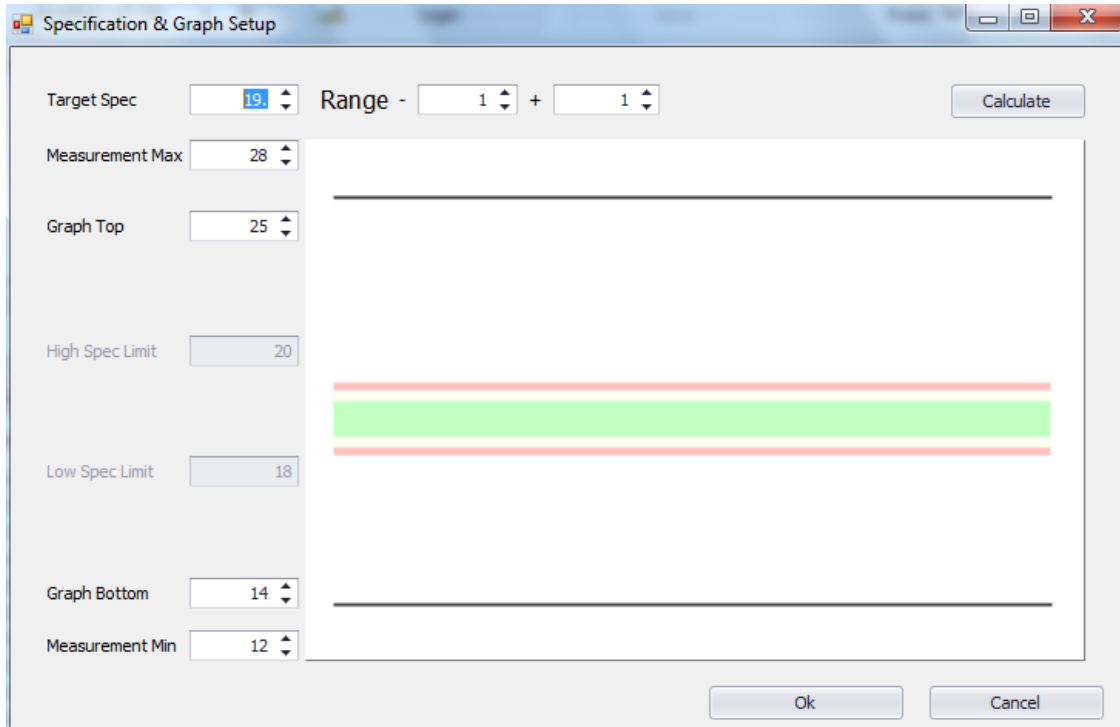 Specification & Graph Setup
Target Spec 19. Range - 1 + 1 Calculate
Measurement Max 28
Graph Top 25
High Spec Limit 20
Low Spec Limit 18
Graph Bottom 14
Measurement Min 12
Ok Cancel